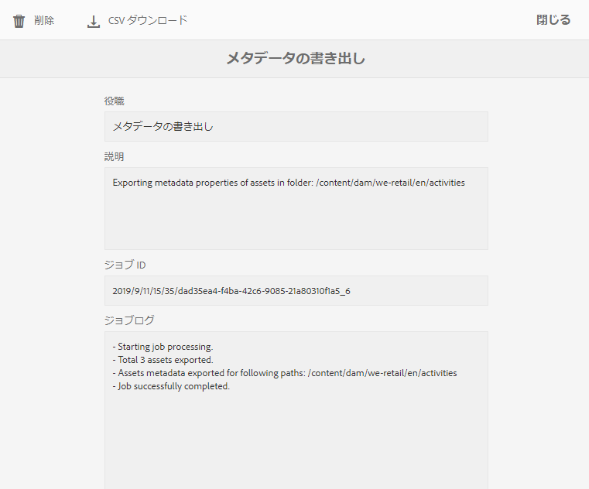 削除
CSV ダウンロード
閉じる
メタデータの書き出し
役職
メタデータの書き出し
説明
Exporting metadata properties of assets in folder: /content/dam/we-retail/en/activities
ジョブ ID
2019/9/11/15/35/dad35ea4-f4ba-42c6-9085-21a80310f1a5_6
ジョブログ
- Starting job processing.
- Total 3 assets exported.
- Assets metadata exported for following paths: /content/dam/we-retail/en/activities
- Job successfully completed.